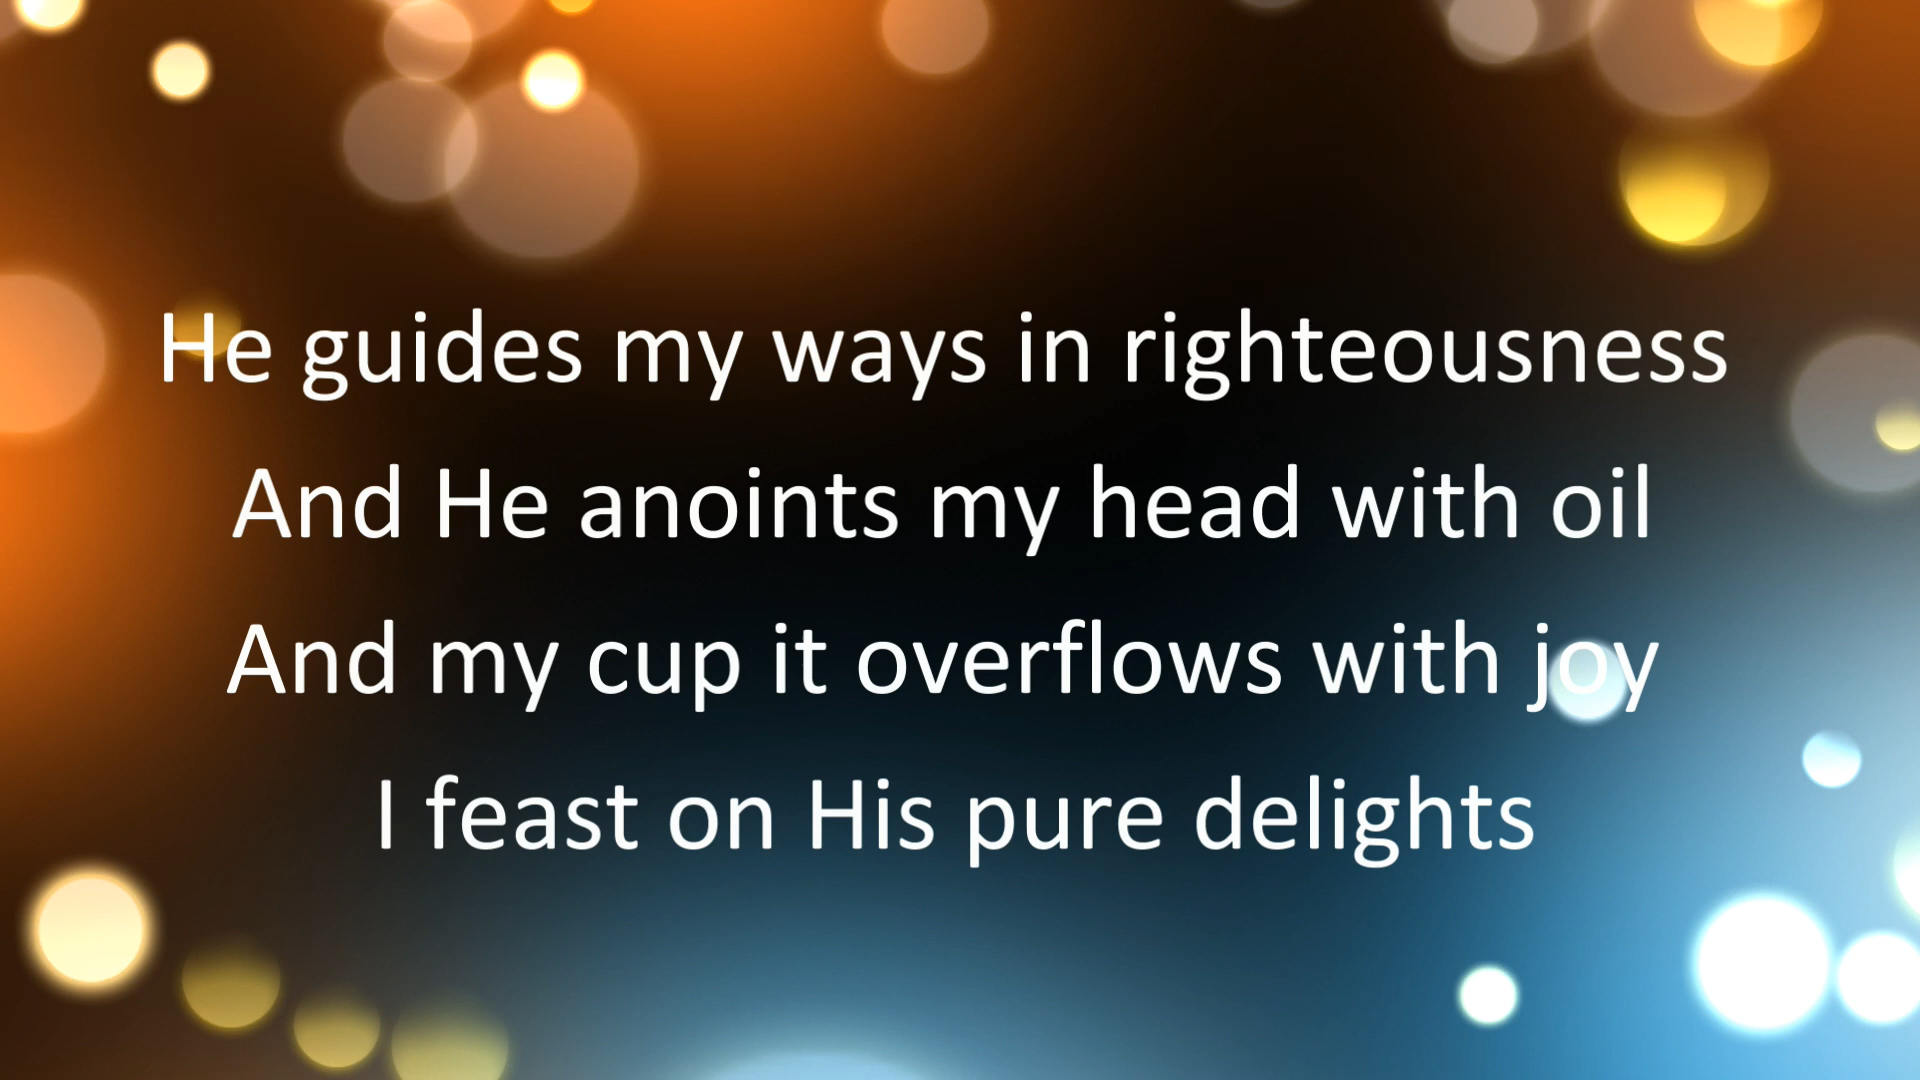 He guides my ways in righteousness
And He anoints my head with oil
And my cup it overflows with joy
I feast on His pure delights